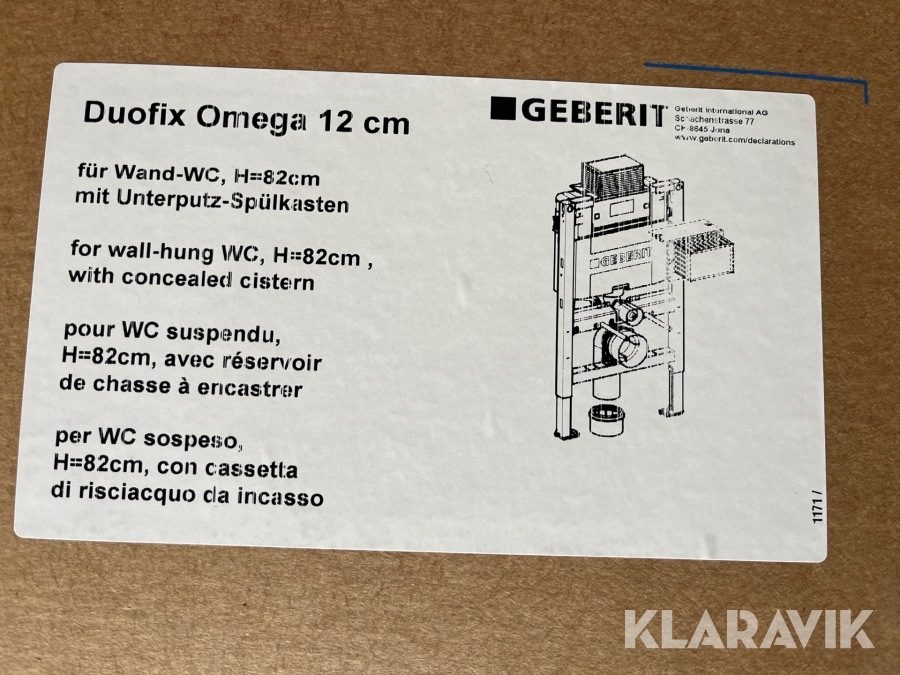 Duofix Omega 12 cm
GEBERIT
Geberit International AG
Schachenstrasse 77
CH-8645 Jona
www.geberit.com/declarations
für Wand-WC, H=82cm
mit Unterputz-Spülkasten
for wall-hung WC, H=82cm ,
with concealed cistern
pour WC suspendu,
H=82cm, avec réservoir
de chasse à encastrer
per WC sospeso,
H=82cm, con cassetta
di risciacquo da incasso
GEBERIT
1171 /
KLARAVIK